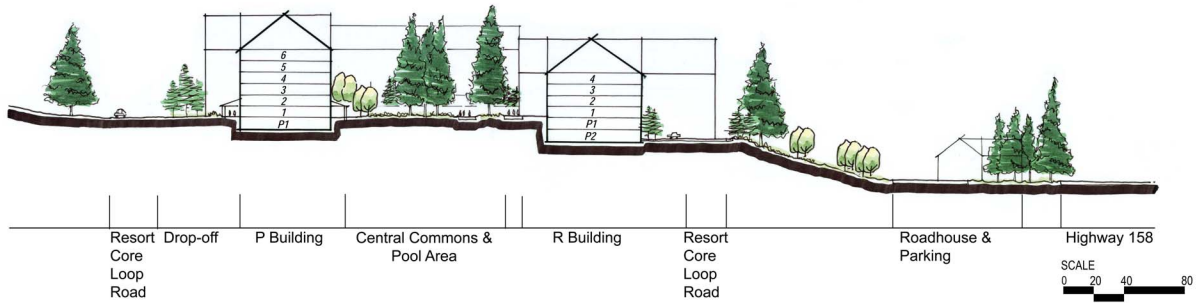 6
5
4
3
2
1
P1
4
3
2
1
P1
P2
Resort
Core
Loop
Road
Drop-off
P Building
Central Commons &
Pool Area
R Building
Resort
Core
Loop
Road
Roadhouse &
Parking
Highway 158
SCALE
0 20 40 80